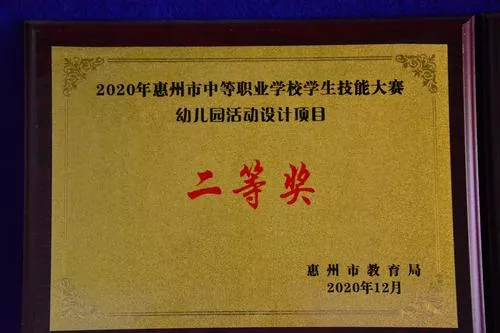 2020年惠州市中等职业学校学生技能大赛
幼儿园活动设计项目
二等奖
惠州市教育局
2020年12月